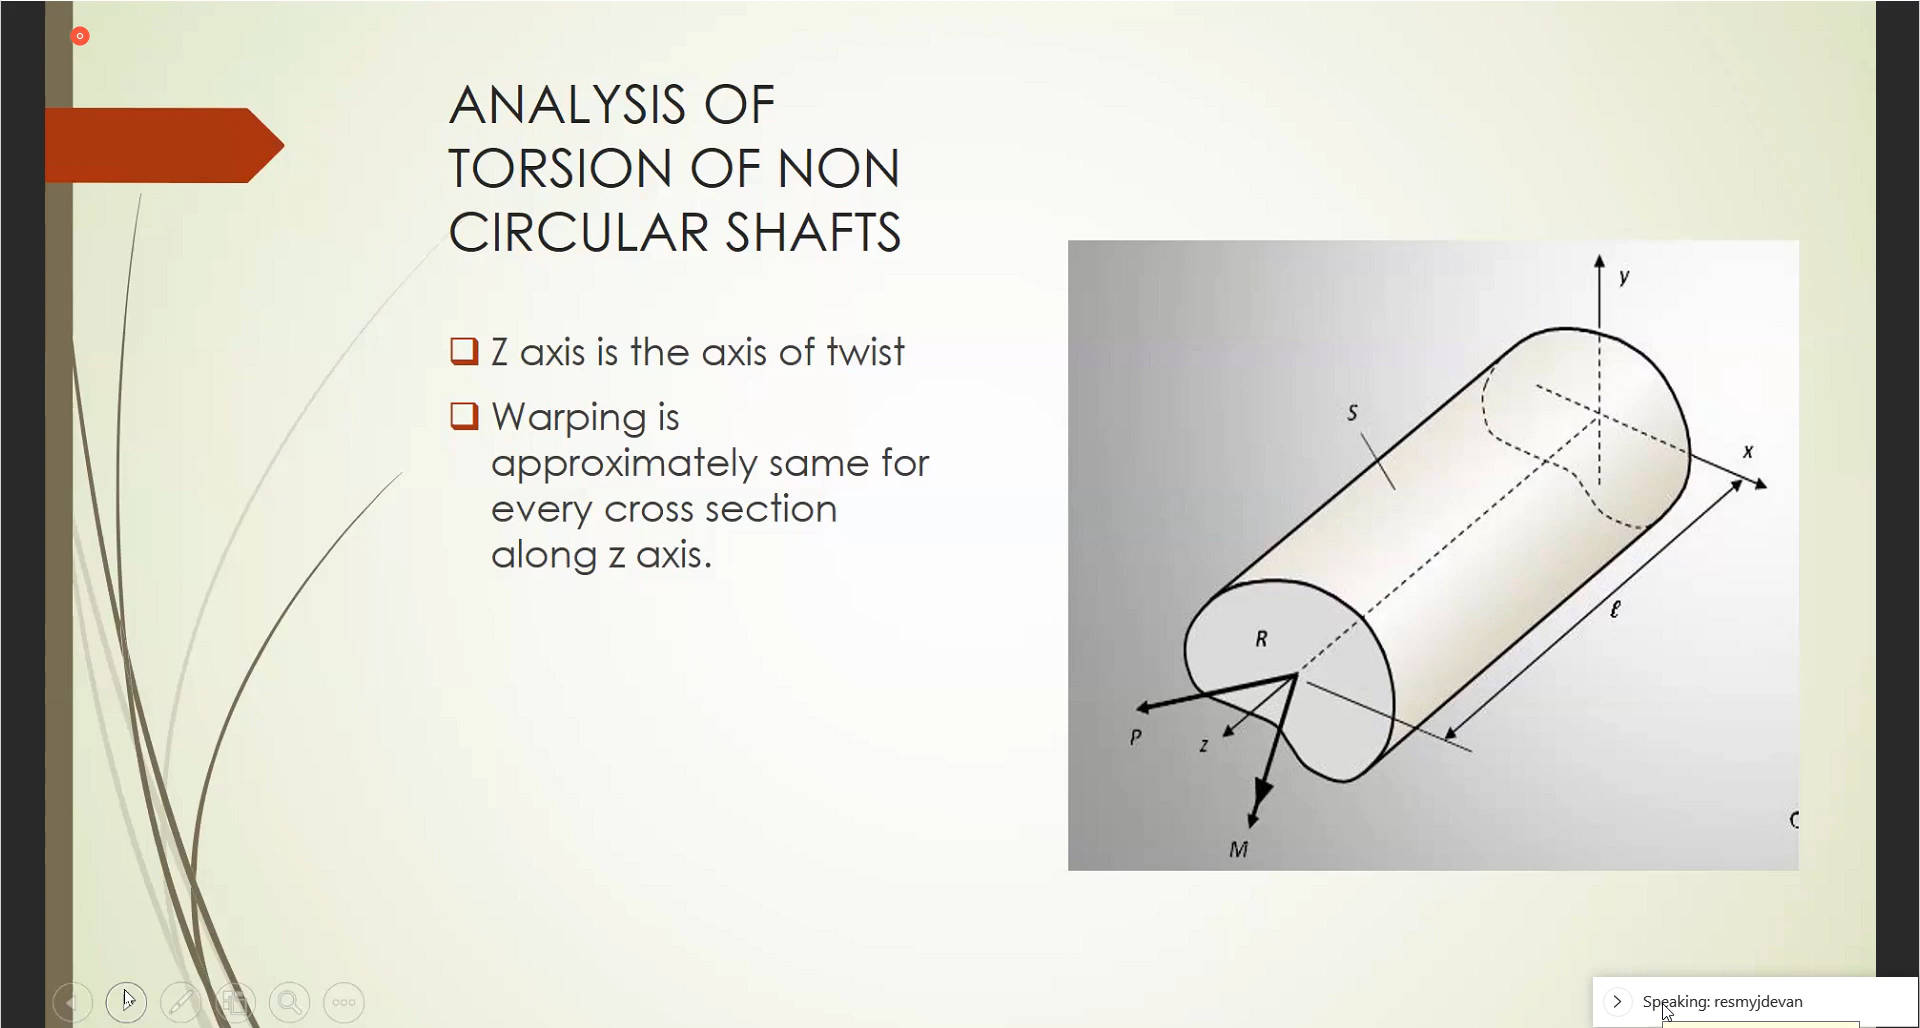 ANALYSIS OF
TORSION OF NON
CIRCULAR SHAFTS
Z axis is the axis of twist
Warping is
approximately same for
every cross section
along z axis.
y
S
x
ℓ
R
P
z
M
Speaking: resmyjdevan